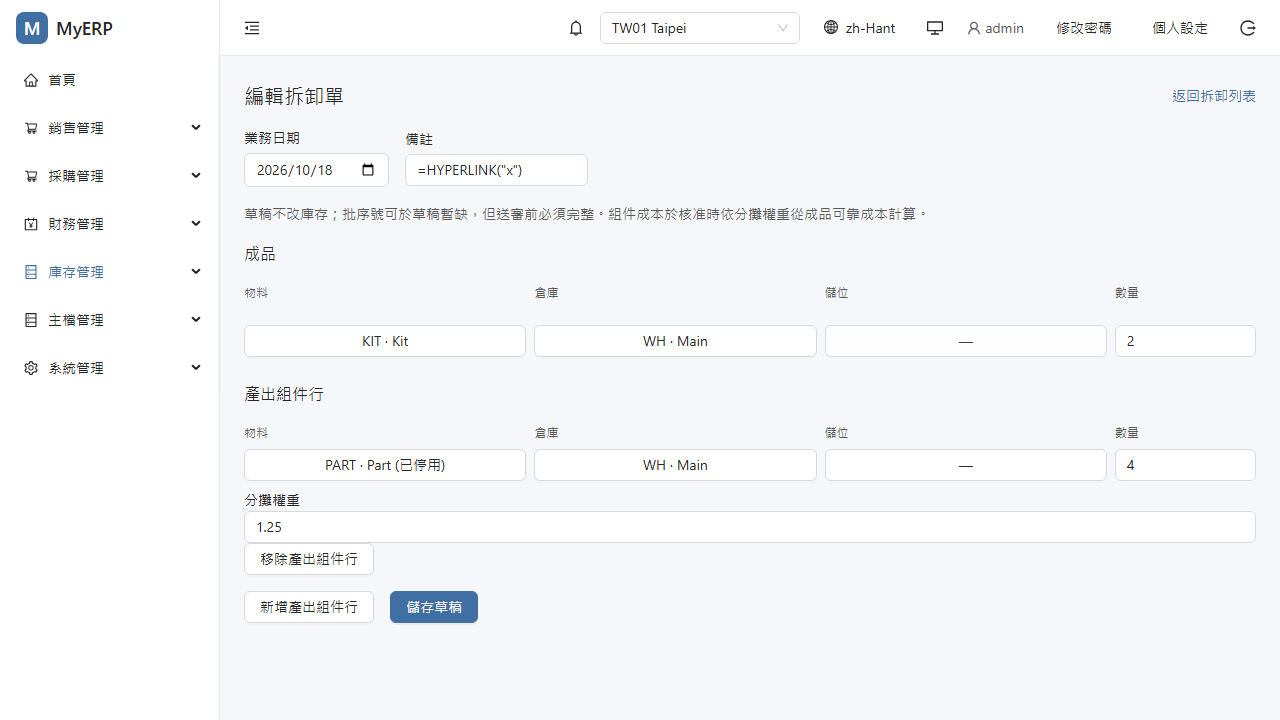 M MyERP
TW01 Taipei
zh-Hant
admin
修改密碼
個人設定
首頁
銷售管理
採購管理
財務管理
庫存管理
主檔管理
系統管理
編輯拆卸單
返回拆卸列表
業務日期
備註
2026/10/18
=HYPERLINK("x")
草稿不改庫存；批序號可於草稿暫缺，但送審前必須完整。組件成本於核准時依分攤權重從成品可靠成本計算。
成品
物料 倉庫 儲位 數量
KIT · Kit WH · Main — 2
產出組件行
物料 倉庫 儲位 數量
PART · Part (已停用) WH · Main — 4
分攤權重
1.25
移除產出組件行
新增產出組件行 儲存草稿